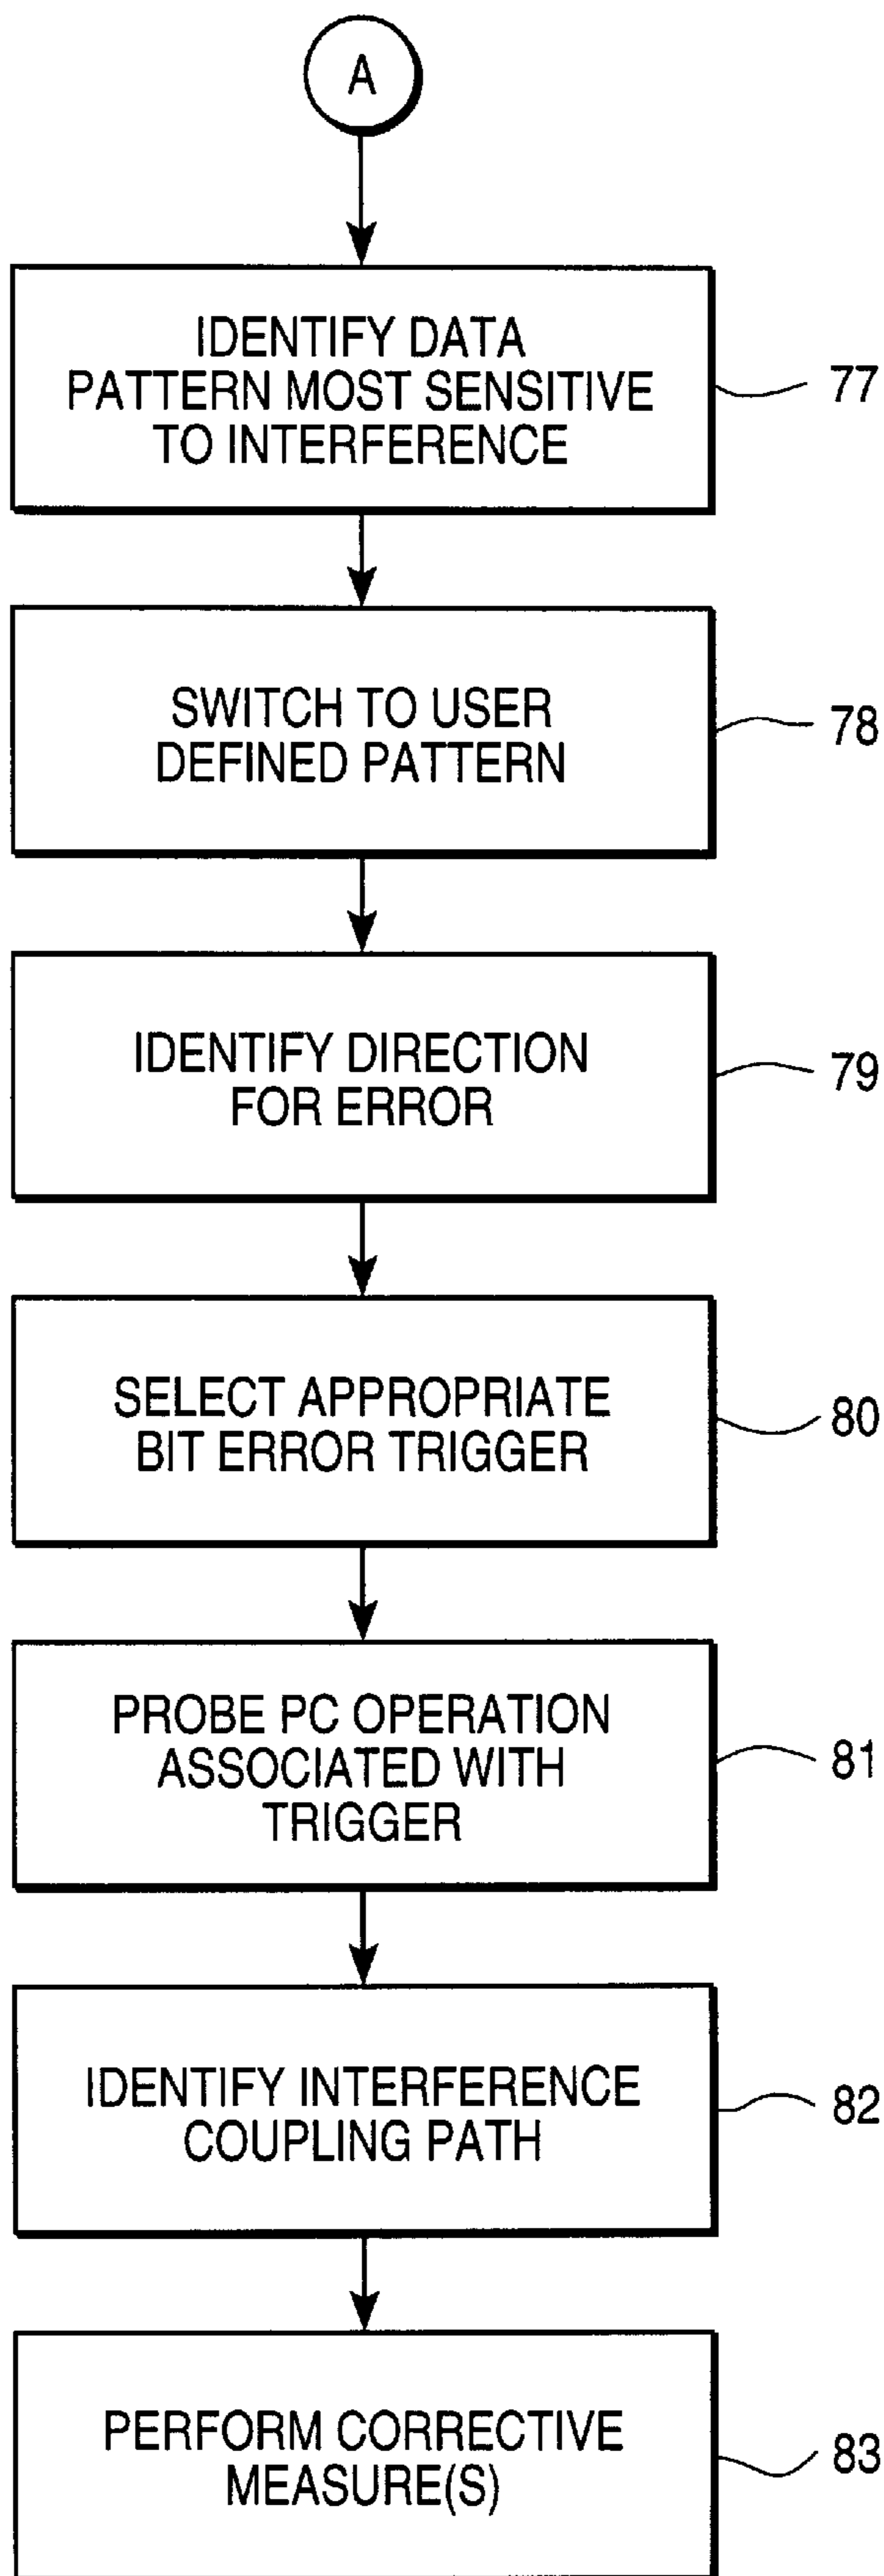 A
IDENTIFY DATA
PATTERN MOST SENSITIVE
TO INTERFERENCE
77
SWITCH TO USER
DEFINED PATTERN
78
IDENTIFY DIRECTION
FOR ERROR
79
SELECT APPROPRIATE
BIT ERROR TRIGGER
80
PROBE PC OPERATION
ASSOCIATED WITH
TRIGGER
81
IDENTIFY INTERFERENCE
COUPLING PATH
82
PERFORM CORRECTIVE
MEASURE(S)
83